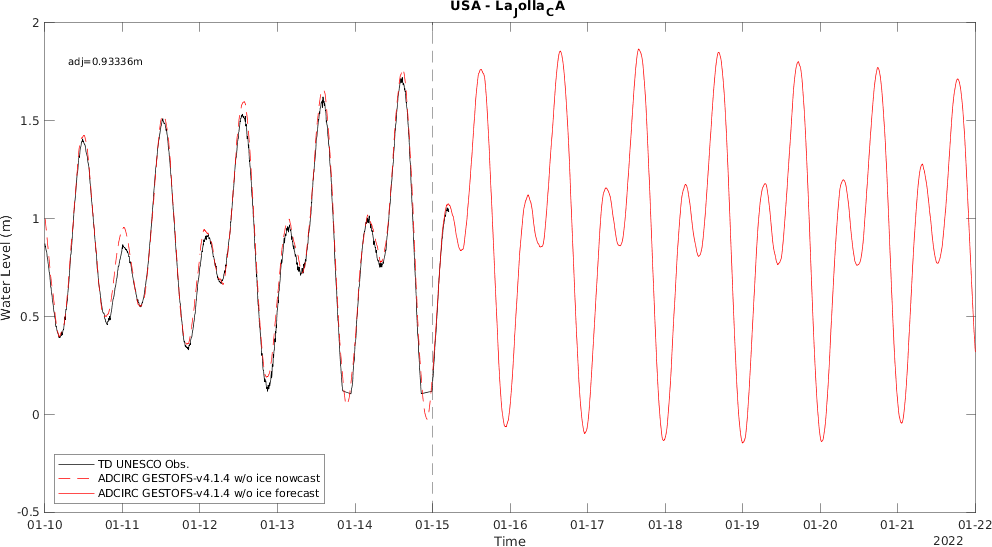 USA - LaJollaCA
adj=0.93336m
2
1.5
1
0.5
0
-0.5
Water Level (m)
TD UNESCO Obs.
ADCIRC GESTOFS-v4.1.4 w/o ice nowcast
ADCIRC GESTOFS-v4.1.4 w/o ice forecast
01-10 01-11 01-12 01-13 01-14 01-15 01-16 01-17 01-18 01-19 01-20 01-21 01-22
Time
2022